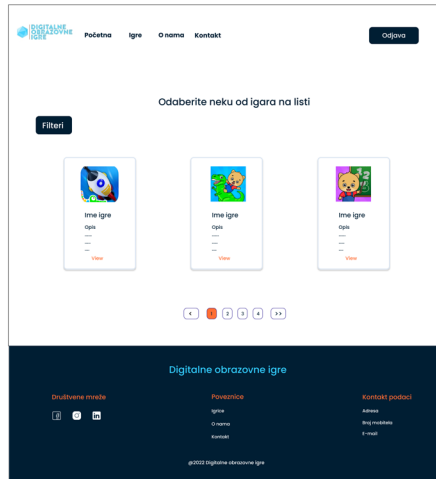 DIGITALNE
OBRAZOVNE
IGRE
Početna Igre O nama Kontakt
Odjava
Odaberite neku od igara na listi
Filteri
Ime igre
Opis
View
Ime igre
Opis
View
Ime igre
Opis
View
< 1 2 3 4 >>
Digitalne obrazovne igre
Društvene mreže
Poveznice
Igrice
O nama
Kontakt
Kontakt podaci
Adresa
Broj mobitela
E-mail
@2022 Digitalne obrazovne igre